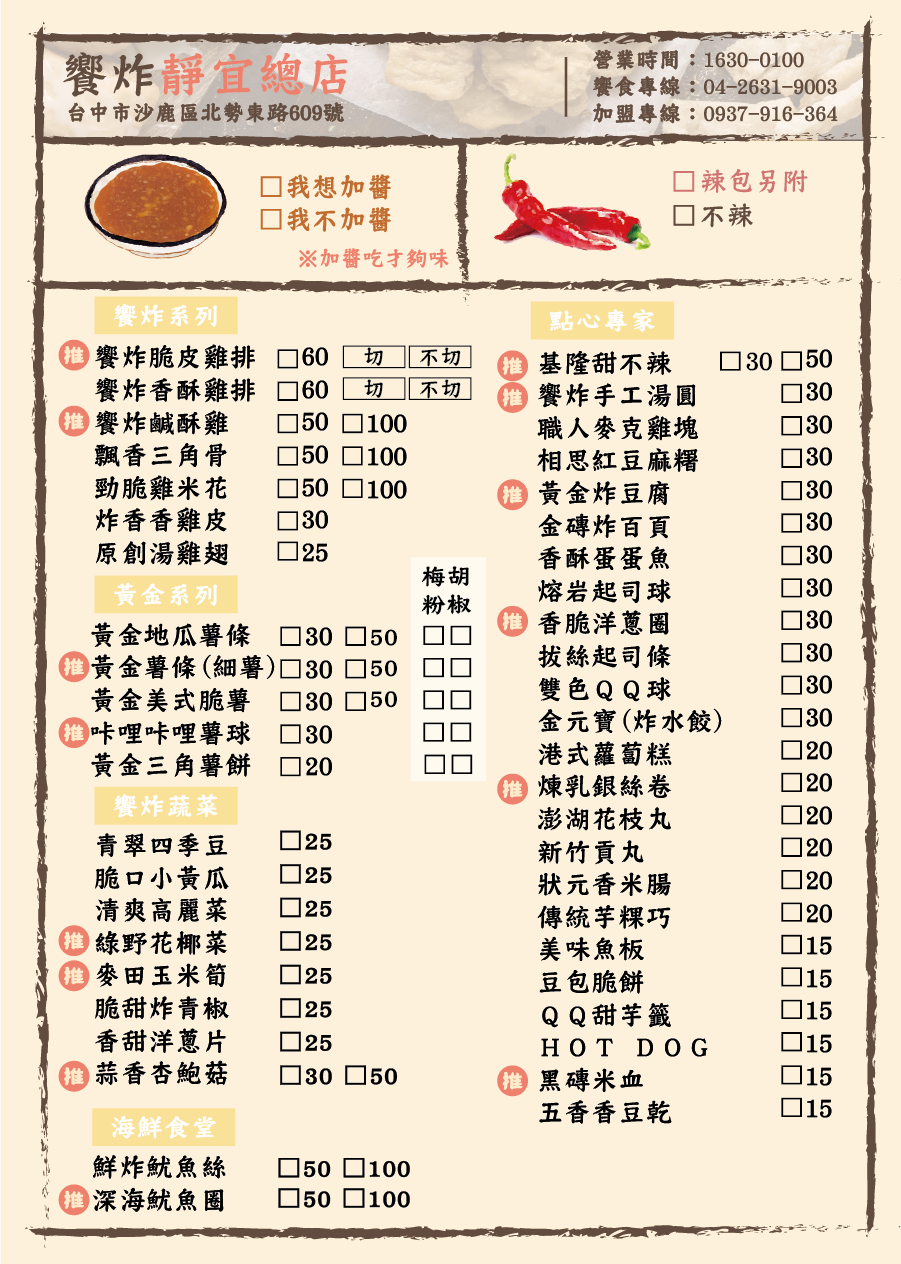 饗炸靜宜總店
台中市沙鹿區北勢東路609號
營業時間：1630-0100
饗食專線：04-2631-9003
加盟專線：0937-916-364
□我想加醬
□我不加醬
※加醬吃才夠味
□辣包另附
□不辣
饗炸系列
推 饗炸脆皮雞排 □60 切 不切
饗炸香酥雞排 □60 切 不切
推 饗炸鹹酥雞 □50 □100
飄香三角骨 □50 □100
勁脆雞米花 □50 □100
炸香香雞皮 □30
原創湯雞翅 □25
黃金系列
梅粉 胡椒
黃金地瓜薯條 □30 □50 □□
推 黃金薯條(細薯) □30 □50 □□
黃金美式脆薯 □30 □50 □□
推 咔哩咔哩薯球 □30 □□
黃金三角薯餅 □20 □□
饗炸蔬菜
青翠四季豆 □25
脆口小黃瓜 □25
清爽高麗菜 □25
推 綠野花椰菜 □25
推 麥田玉米筍 □25
脆甜炸青椒 □25
香甜洋蔥片 □25
推 蒜香杏鮑菇 □30 □50
海鮮食堂
鮮炸魷魚絲 □50 □100
推 深海魷魚圈 □50 □100
點心專家
推 基隆甜不辣 □30 □50
推 饗炸手工湯圓 □30
職人麥克雞塊 □30
相思紅豆麻糬 □30
推 黃金炸豆腐 □30
金磚炸百頁 □30
香酥蛋蛋魚 □30
熔岩起司球 □30
推 香脆洋蔥圈 □30
拔絲起司條 □30
雙色ＱＱ球 □30
金元寶(炸水餃) □30
港式蘿蔔糕 □20
推 煉乳銀絲卷 □20
澎湖花枝丸 □20
新竹貢丸 □20
狀元香米腸 □20
傳統芋粿巧 □20
美味魚板 □15
豆包脆餅 □15
ＱＱ甜芋籤 □15
HOT DOG □15
推 黑磚米血 □15
五香香豆乾 □15